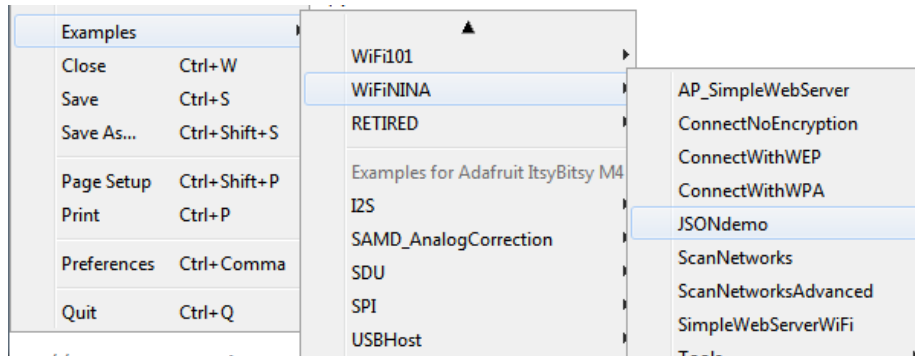 Examples
Close Ctrl+W
Save Ctrl+S
Save As... Ctrl+Shift+S
Page Setup Ctrl+Shift+P
Print Ctrl+P
Preferences Ctrl+Comma
Quit Ctrl+Q
WiFi101
WiFiNINA
RETIRED
Examples for Adafruit ItsyBitsy M4
I2S
SAMD_AnalogCorrection
SDU
SPI
USBHost
AP_SimpleWebServer
ConnectNoEncryption
ConnectWithWEP
ConnectWithWPA
JSONdemo
ScanNetworks
ScanNetworksAdvanced
SimpleWebServerWiFi
Tools